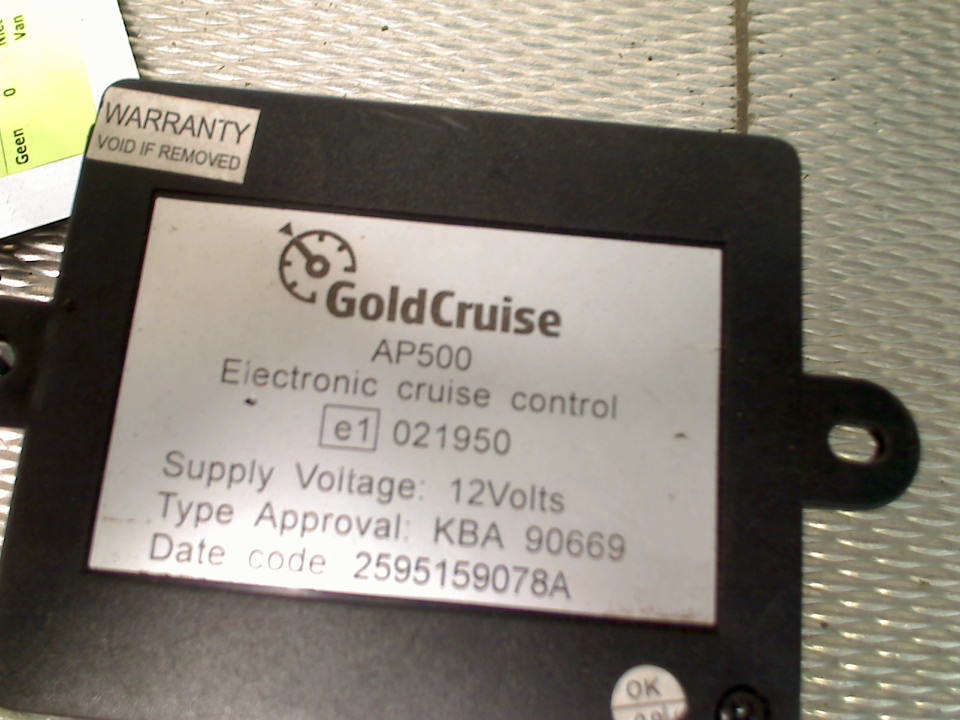 Geen 0 Niet Van
WARRANTY
VOID IF REMOVED
GoldCruise
AP500
Electronic cruise control
e1 021950
Supply Voltage: 12Volts
Type Approval: KBA 90669
Date code 2595159078A
OK